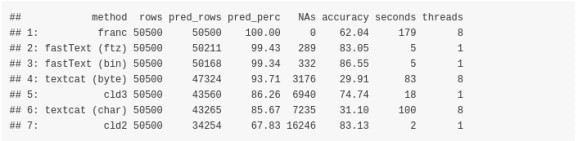 ##             method  rows pred_rows pred_perc   NAs accuracy seconds threads
## 1:           franc 50500     50500    100.00     0    62.04     179       8
## 2: fastText (ftz) 50500     50211     99.43   289    83.05       5       1
## 3: fastText (bin) 50500     50168     99.34   332    86.55       5       1
## 4: textcat (byte) 50500     47324     93.71  3176    29.91      83       8
## 5:            cld3 50500     43560     86.26  6940    74.74      18       1
## 6: textcat (char) 50500     43265     85.67  7235    31.10     100       8
## 7:            cld2 50500     34254     67.83 16246    83.13       2       1